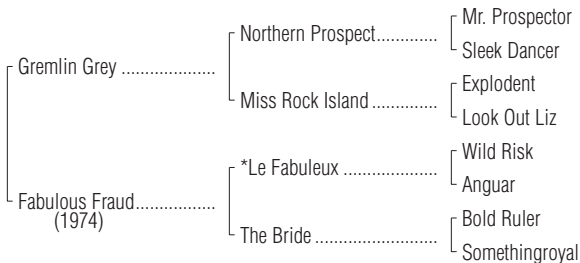 Mr. Prospector
Northern Prospect.............
Sleek Dancer
Gremlin Grey ....................
Explodent
Miss Rock Island ..............
Look Out Liz
Wild Risk
*Le Fabuleux ....................
Anguar
Fabulous Fraud.................
(1974)
Bold Ruler
The Bride ..........................
Somethingroyal